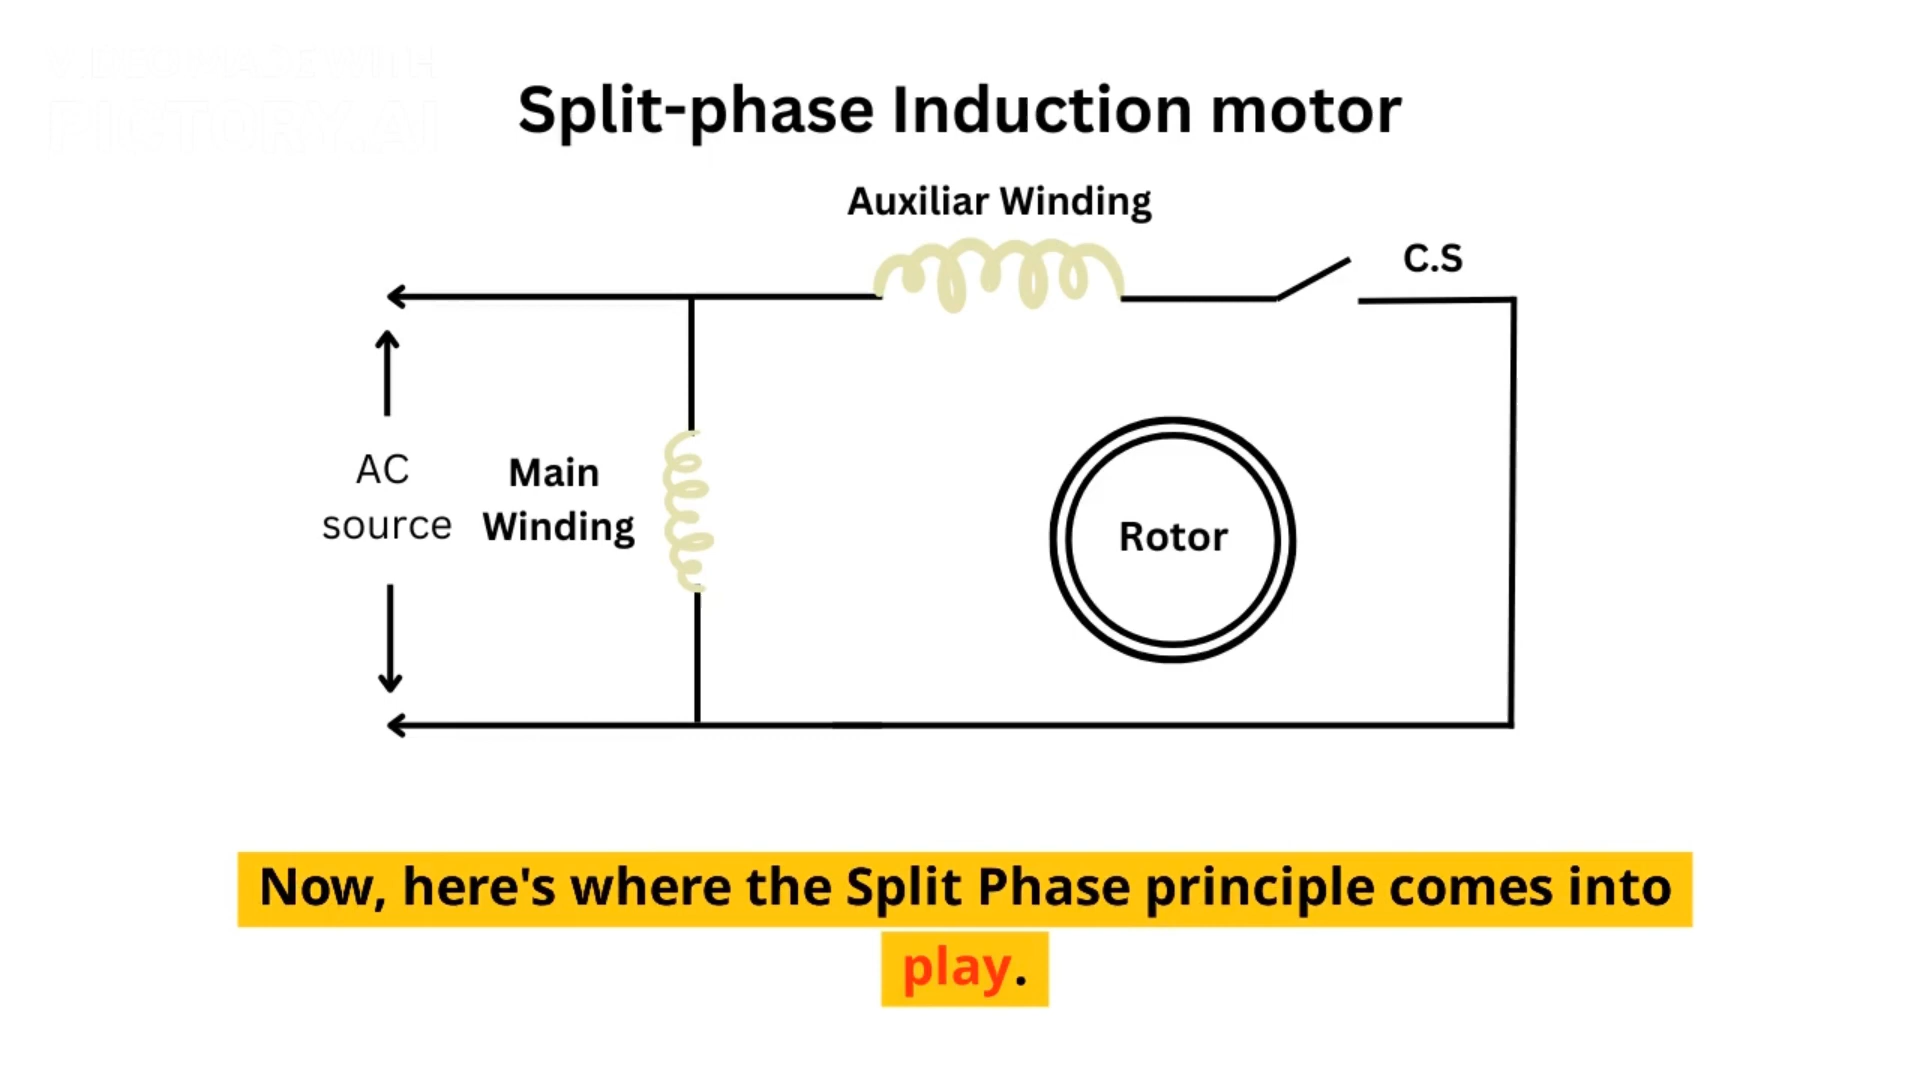 Split-phase Induction motor
Auxiliar Winding
C.S
AC
source
Main
Winding
Rotor
Now, here's where the Split Phase principle comes into
play.